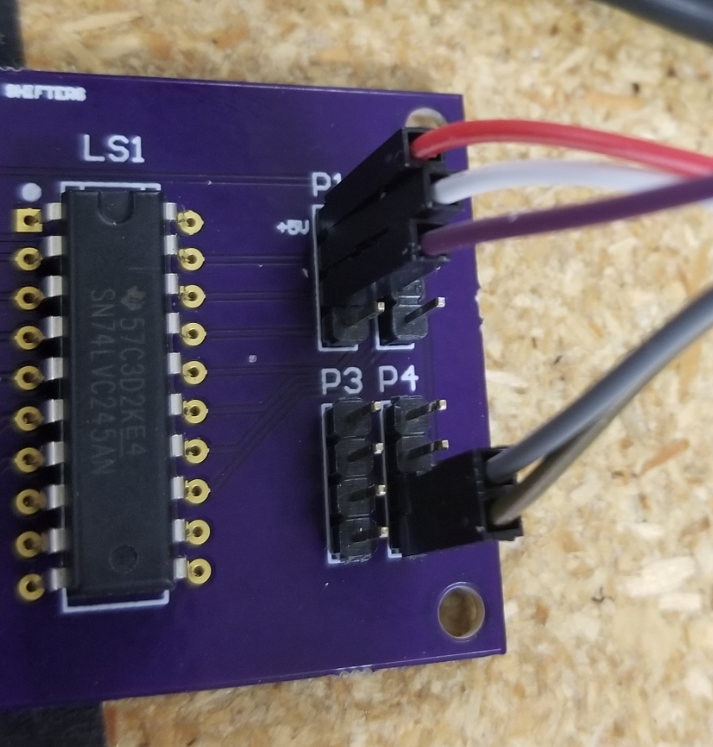 SHIFTERS
LS1
P1
+5V
57C3D2KE4
SN74LVC245AN
P3 P4